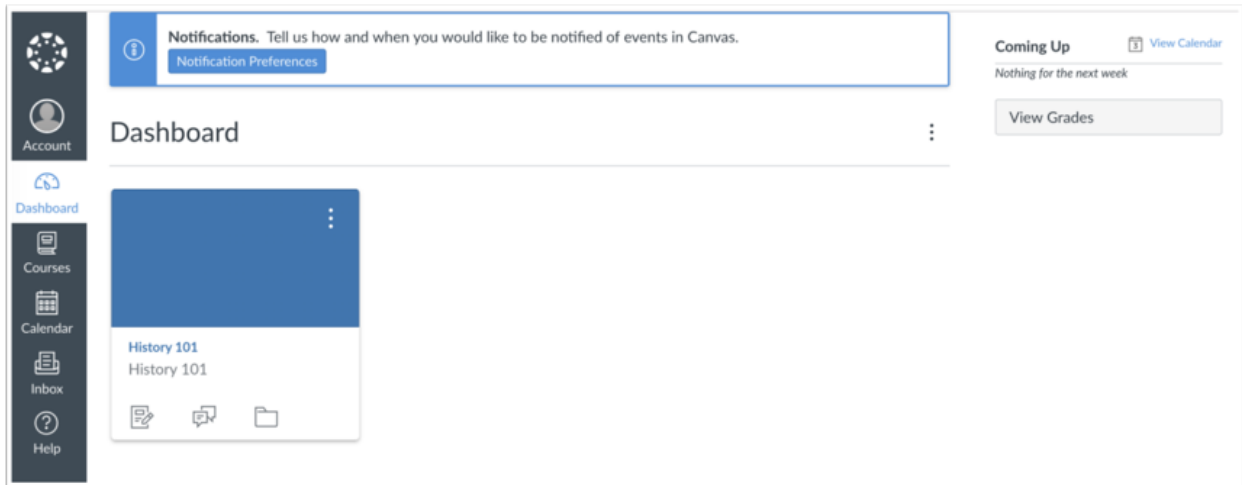 Notifications. Tell us how and when you would like to be notified of events in Canvas.
Notification Preferences
Account
Dashboard
Courses
Calendar
Inbox
Help
Dashboard
History 101
History 101
Coming Up
3
View Calendar
Nothing for the next week
View Grades